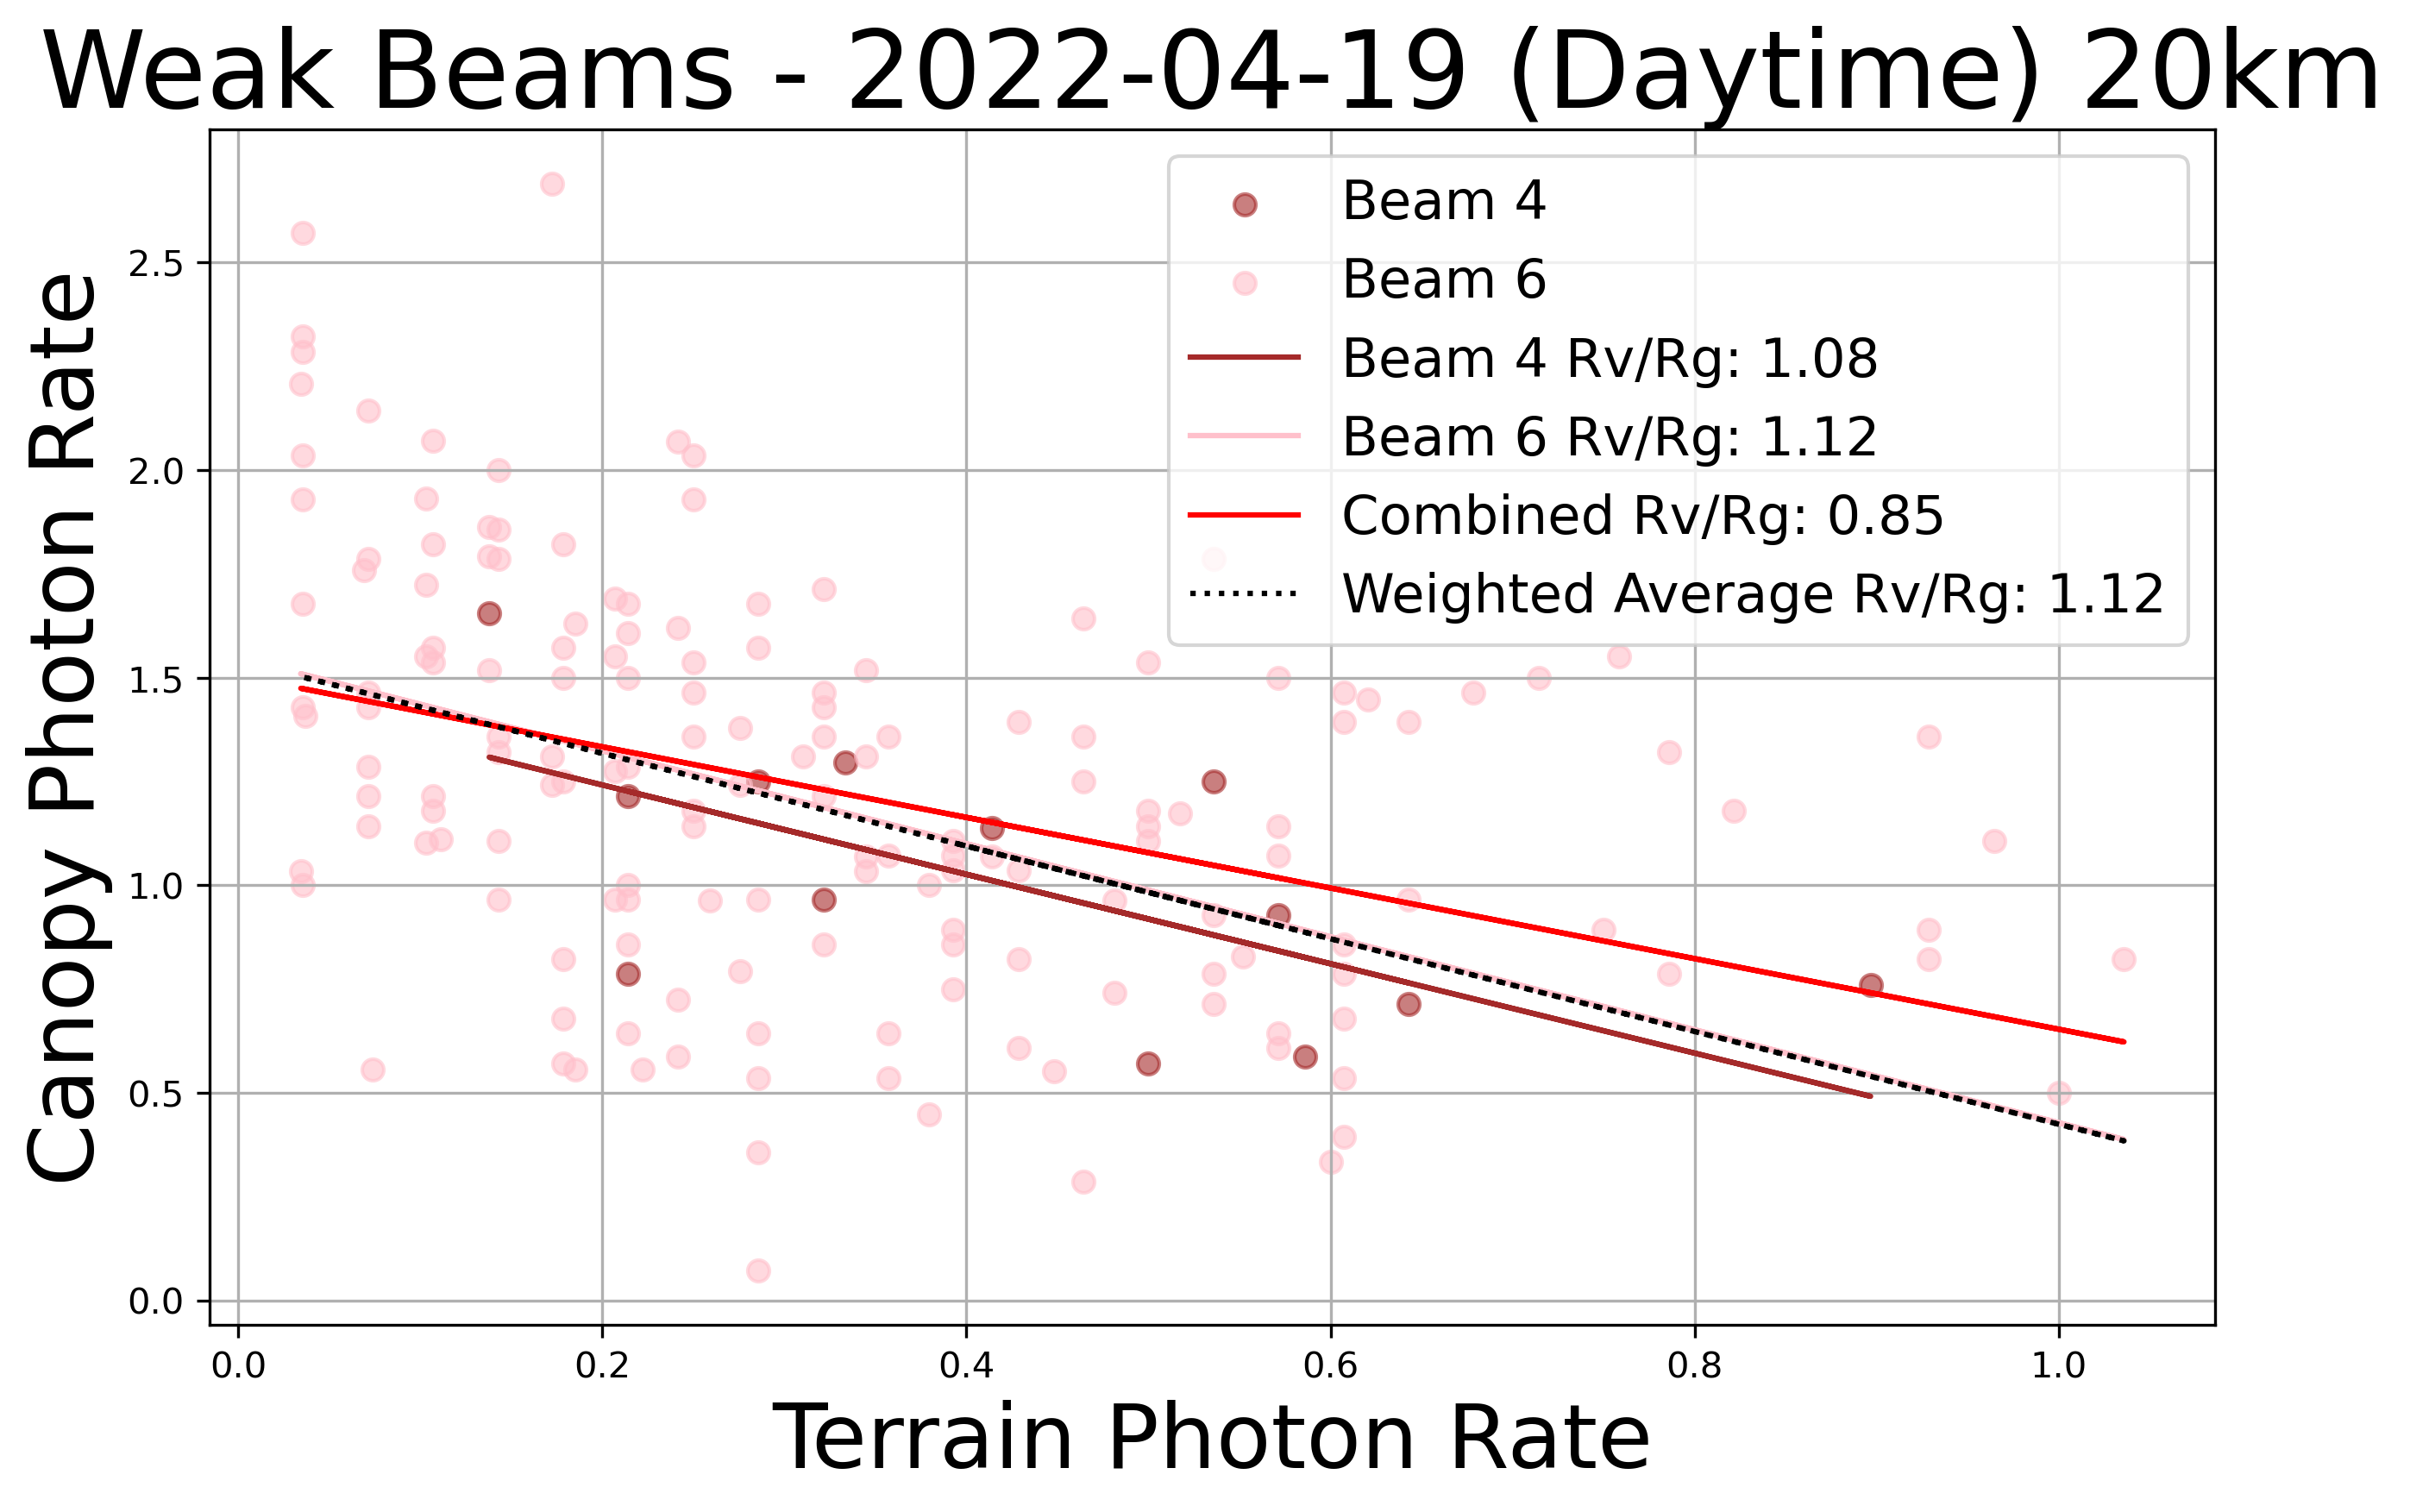 Weak Beams - 2022-04-19 (Daytime) 20km
Beam 4
Beam 6
Beam 4 Rv/Rg: 1.08
Beam 6 Rv/Rg: 1.12
Combined Rv/Rg: 0.85
Weighted Average Rv/Rg: 1.12
Canopy Photon Rate
2.5
2.0
1.5
1.0
0.5
0.0
0.0 0.2 0.4 0.6 0.8 1.0
Terrain Photon Rate